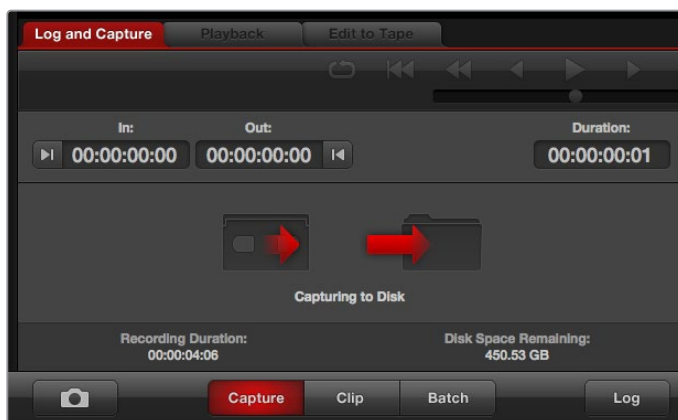 Log and Capture Playback Edit to Tape
In: Out: Duration:
00:00:00:00 00:00:00:00 00:00:00:01
Capturing to Disk
Recording Duration: Disk Space Remaining:
00:00:04:06 450.53 GB
Capture Clip Batch Log